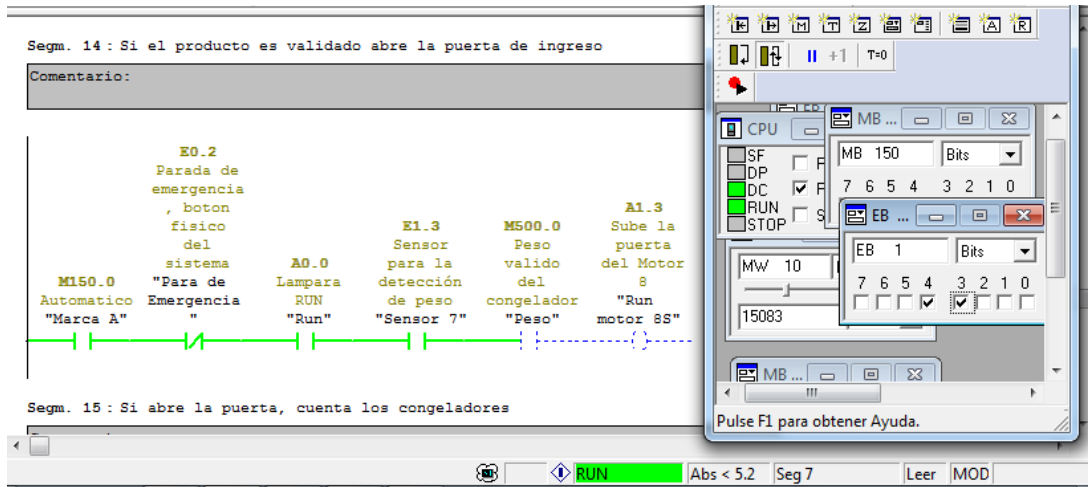 Segm. 14 : Si el producto es validado abre la puerta de ingreso
Comentario:
M150.0
Automatico
"Marca A"
E0.2
Parada de
emergencia
, boton
fisico
del
sistema
"Para de
Emergencia
"
A0.0
Lampara
RUN
"Run"
E1.3
Sensor
para la
detección
de peso
"Sensor 7"
M500.0
Peso
valido
del
congelador
"Peso"
A1.3
Sube la
puerta
del Motor
8
"Run
motor 8S"
Segm. 15 : Si abre la puerta, cuenta los congeladores
+1 T=0
CPU
SF
DP
DC
RUN
STOP
MB ...
MB 150 Bits
7 6 5 4 3 2 1 0
EB ...
EB 1 Bits
7 6 5 4 3 2 1 0
MW 10
15083
MB ...
Pulse F1 para obtener Ayuda.
RUN Abs < 5.2 Seg 7 Leer MOD